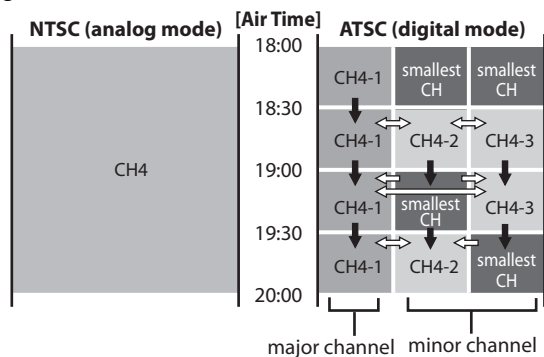 NTSC (analog mode)
[Air Time]
ATSC (digital mode)
18:00
CH4-1
smallest
CH
smallest
CH
18:30
CH4-1
CH4-2
CH4-3
CH4
19:00
CH4-1
smallest
CH
CH4-3
19:30
CH4-1
CH4-2
smallest
CH
20:00
major channel
minor channel